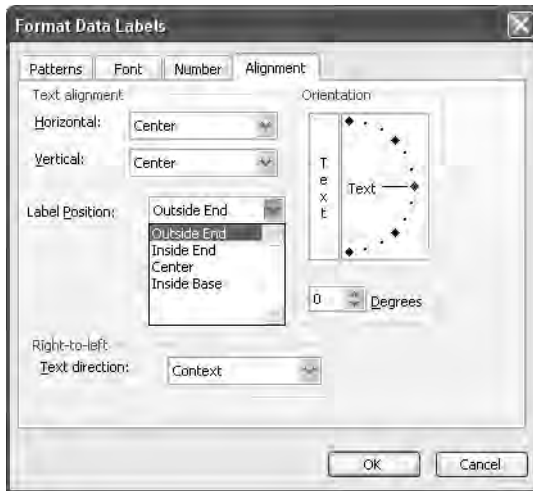 Format Data Labels
Patterns Font Number Alignment
Text alignment
Horizontal: Center
Vertical: Center
Label Position: Outside End
Outside End
Inside End
Center
Inside Base
Orientation
Text
Text
0 Degrees
Right-to-left
Text direction: Context
OK Cancel